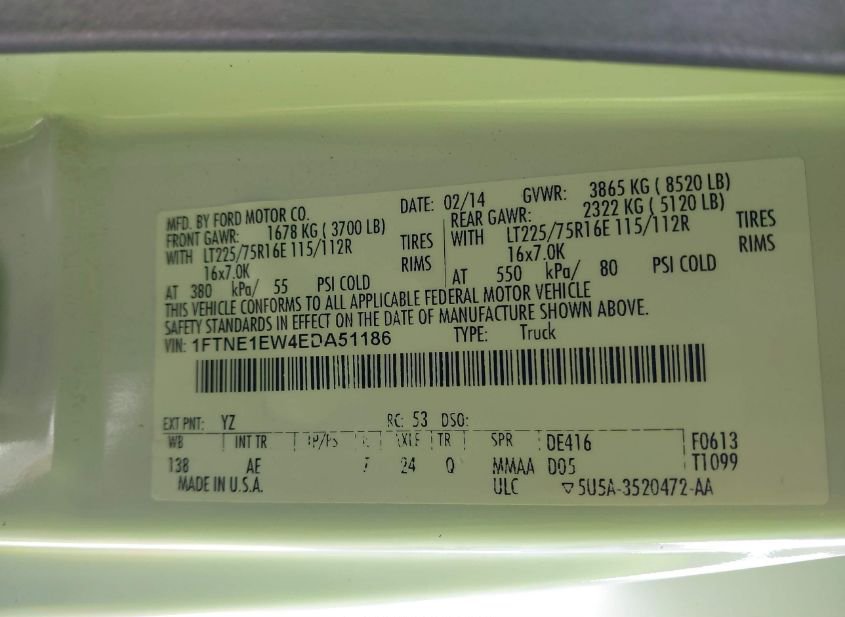 MFD. BY FORD MOTOR CO. DATE: 02/14 GVWR: 3865 KG ( 8520 LB)
FRONT GAWR: 1678 KG ( 3700 LB) REAR GAWR: 2322 KG ( 5120 LB)
WITH LT225/75R16E 115/112R TIRES WITH LT225/75R16E 115/112R TIRES
16x7.0K RIMS 16x7.0K RIMS
AT 380 kPa/ 55 PSI COLD AT 550 kPa/ 80 PSI COLD
THIS VEHICLE CONFORMS TO ALL APPLICABLE FEDERAL MOTOR VEHICLE
SAFETY STANDARDS IN EFFECT ON THE DATE OF MANUFACTURE SHOWN ABOVE.
VIN: 1FTNE1EW4EDA51186 TYPE: Truck
EXT PNT: YZ RC: 53 DSO:
WB INT TR TP/PS AXLE TR SPR DE416 F0613
138 AE 24 Q MMAA D05 T1099
MADE IN U.S.A. ULC ▽5U5A-3520472-AA